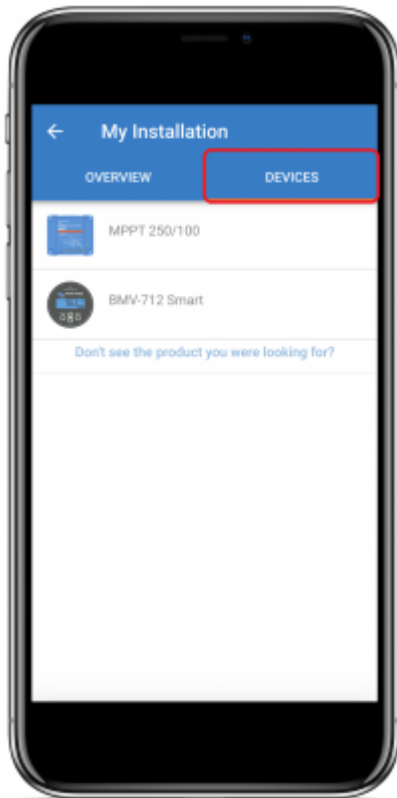 My Installation
OVERVIEW
DEVICES
MPPT 250/100
BMV-712 Smart
Don't see the product you were looking for?